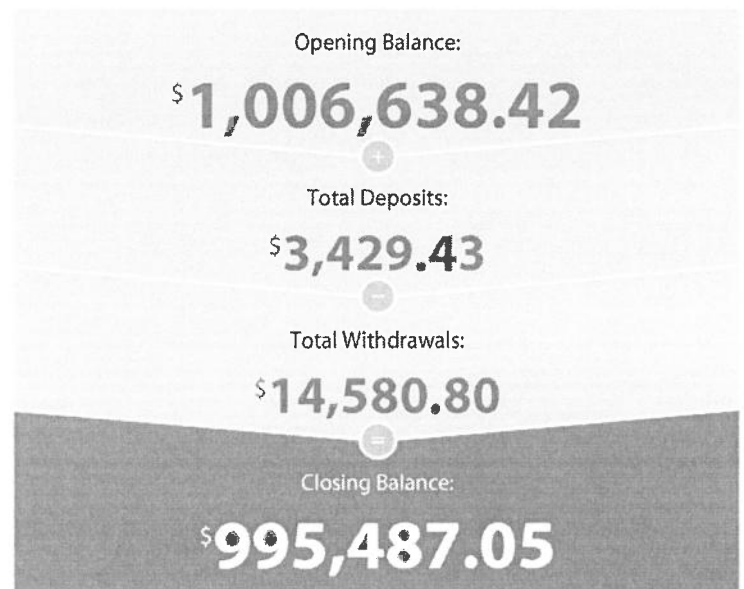 Opening Balance:
$1,006,638.42
+
Total Deposits:
$3,429.43
−
Total Withdrawals:
$14,580.80
=
Closing Balance:
$995,487.05